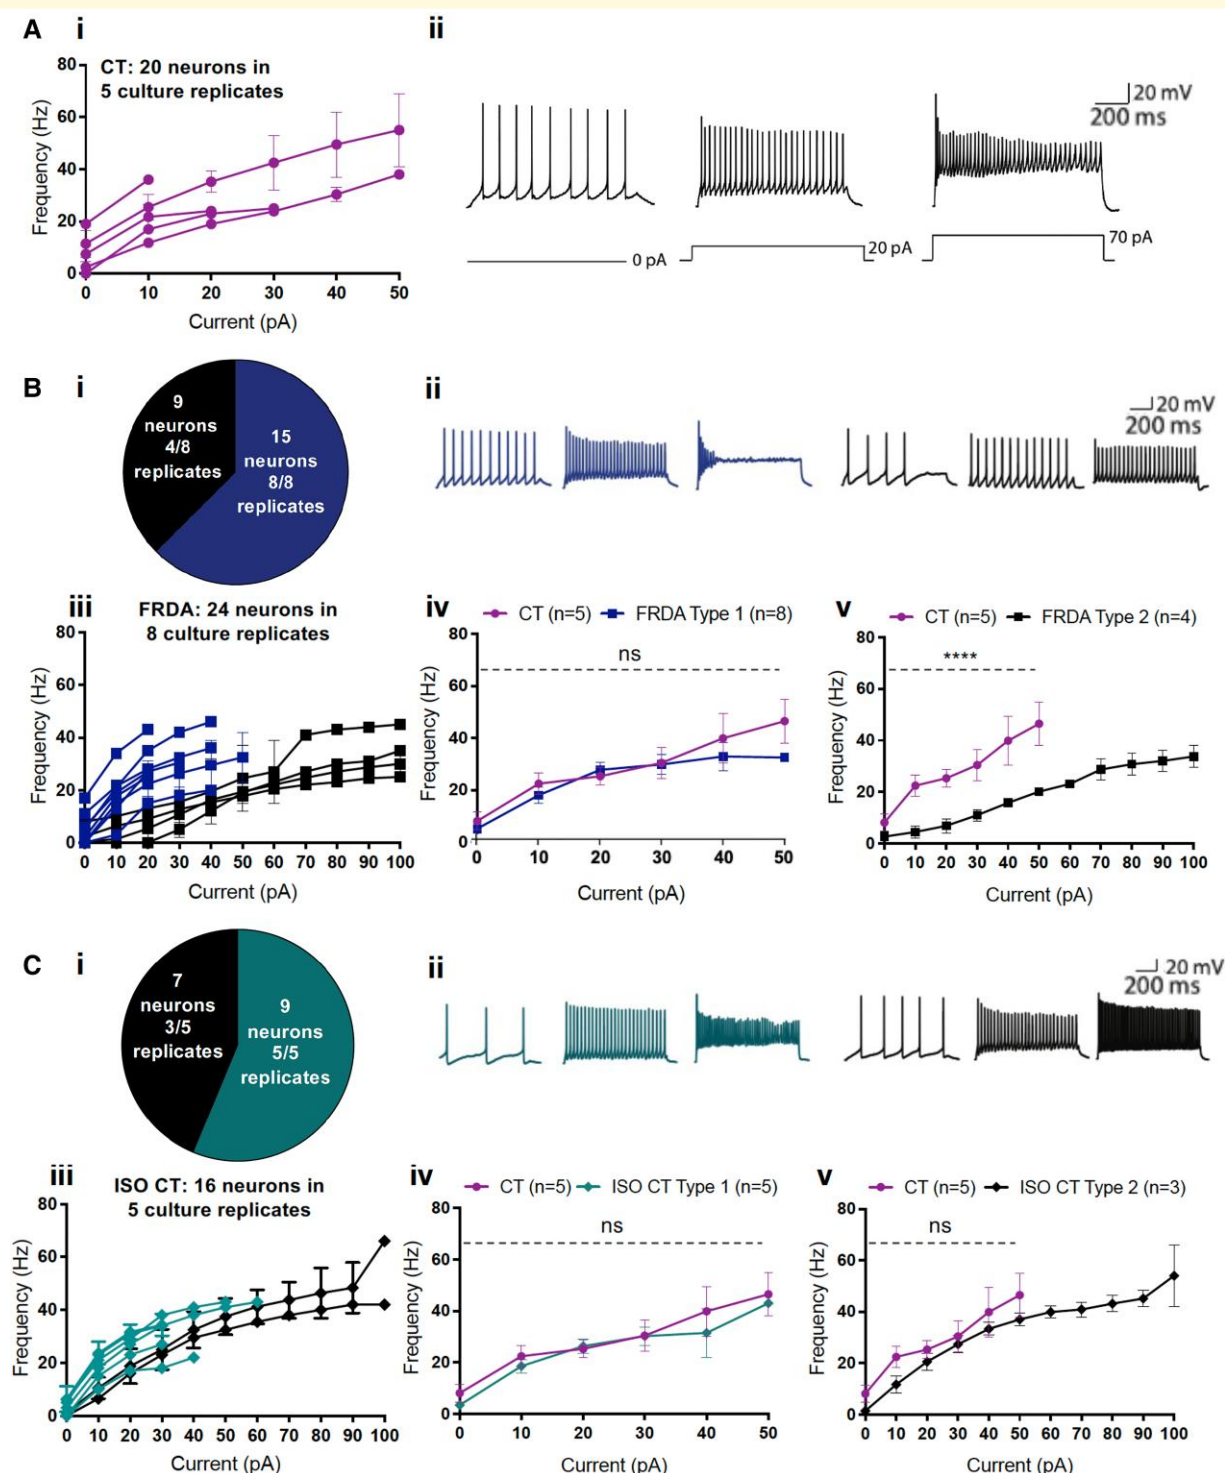 A i ii
CT: 20 neurons in
5 culture replicates
80
60
40
20
0
Frequency (Hz)
0 10 20 30 40 50
Current (pA)
20 mV
200 ms
0 pA
20 pA
70 pA
B i ii
9
neurons
4/8
replicates
15
neurons
8/8
replicates
20 mV
200 ms
iii
FRDA: 24 neurons in
8 culture replicates
80
60
40
20
0
Frequency (Hz)
0 10 20 30 40 50 60 70 80 90 100
Current (pA)
iv
CT (n=5) FRDA Type 1 (n=8)
ns
80
60
40
20
0
Frequency (Hz)
0 10 20 30 40 50
Current (pA)
v
CT (n=5) FRDA Type 2 (n=4)
****
80
60
40
20
0
Frequency (Hz)
0 10 20 30 40 50 60 70 80 90 100
Current (pA)
C i ii
7
neurons
3/5
replicates
9
neurons
5/5
replicates
20 mV
200 ms
iii
ISO CT: 16 neurons in
5 culture replicates
80
60
40
20
0
Frequency (Hz)
0 10 20 30 40 50 60 70 80 90 100
Current (pA)
iv
CT (n=5) ISO CT Type 1 (n=5)
ns
80
60
40
20
0
Frequency (Hz)
0 10 20 30 40 50
Current (pA)
v
CT (n=5) ISO CT Type 2 (n=3)
ns
80
60
40
20
0
Frequency (Hz)
0 10 20 30 40 50 60 70 80 90 100
Current (pA)